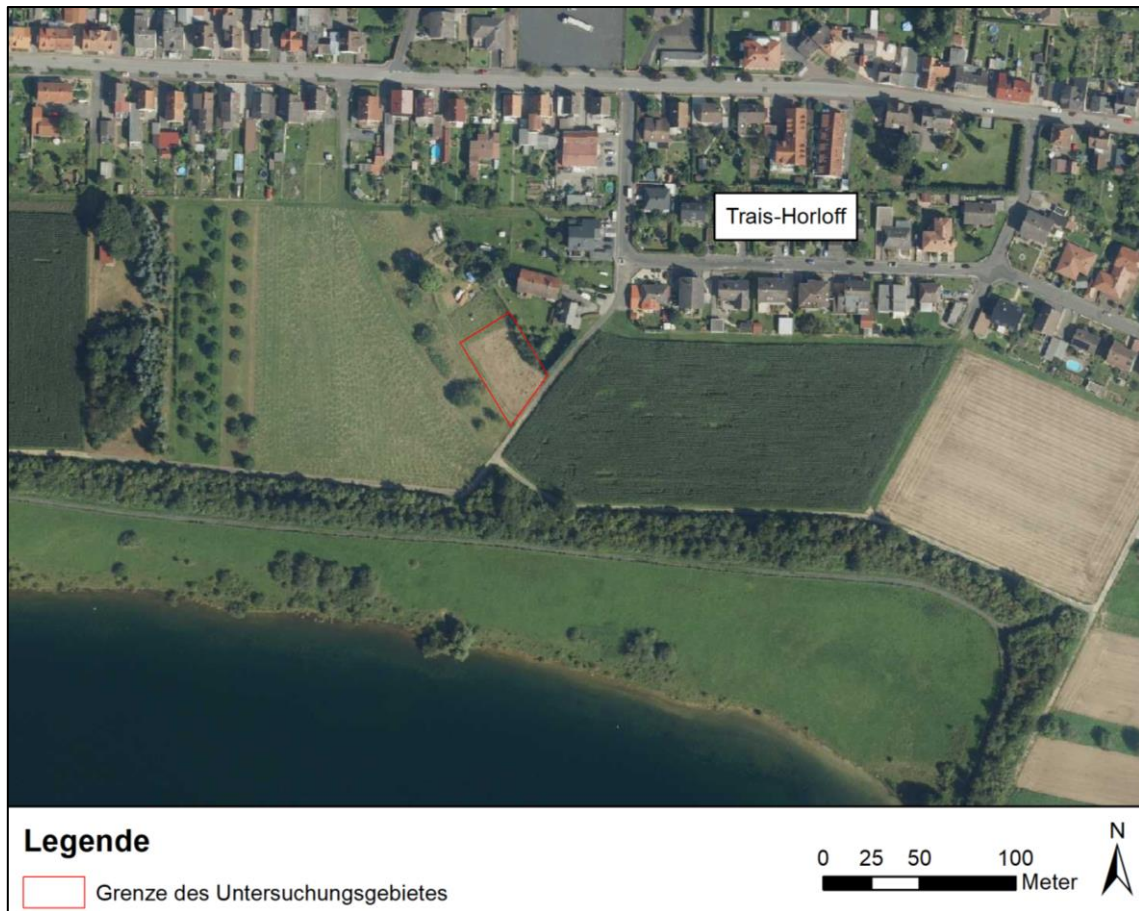 Trais-Horloff
Legende
Grenze des Untersuchungsgebietes
0 25 50 100
Meter
N